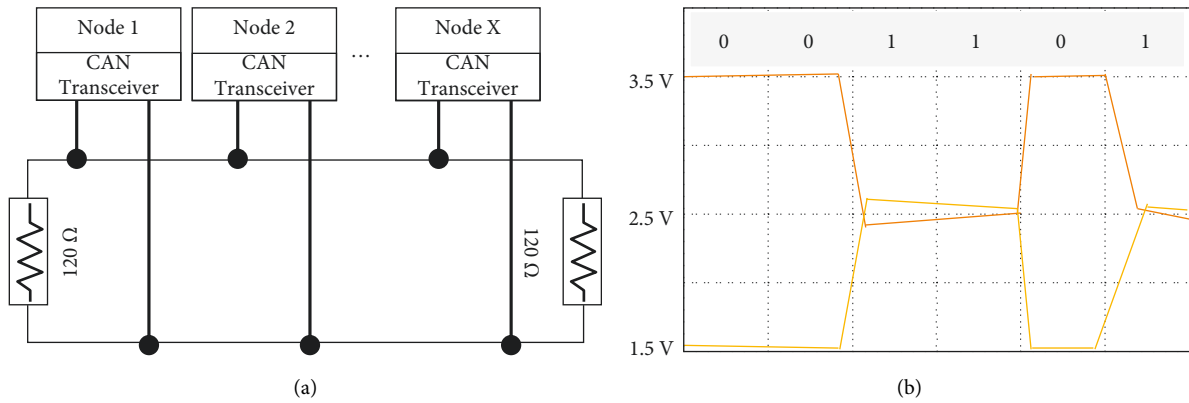 Node 1
CAN
Transceiver
Node 2
CAN
Transceiver
...
Node X
CAN
Transceiver
120 Ω
120 Ω
(a)
0 0 1 1 0 1
3.5 V
2.5 V
1.5 V
(b)